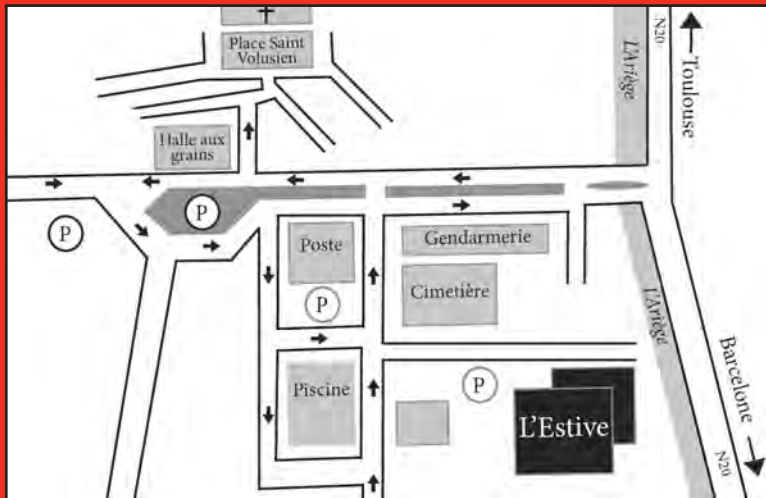 N20
Place Saint
Volusien
L'Ariège
Toulouse
Halle aux
grains
P
P
Poste
Gendarmerie
Cimetière
P
L'Ariège
Barcelone
Piscine
P
L'Estive
N20